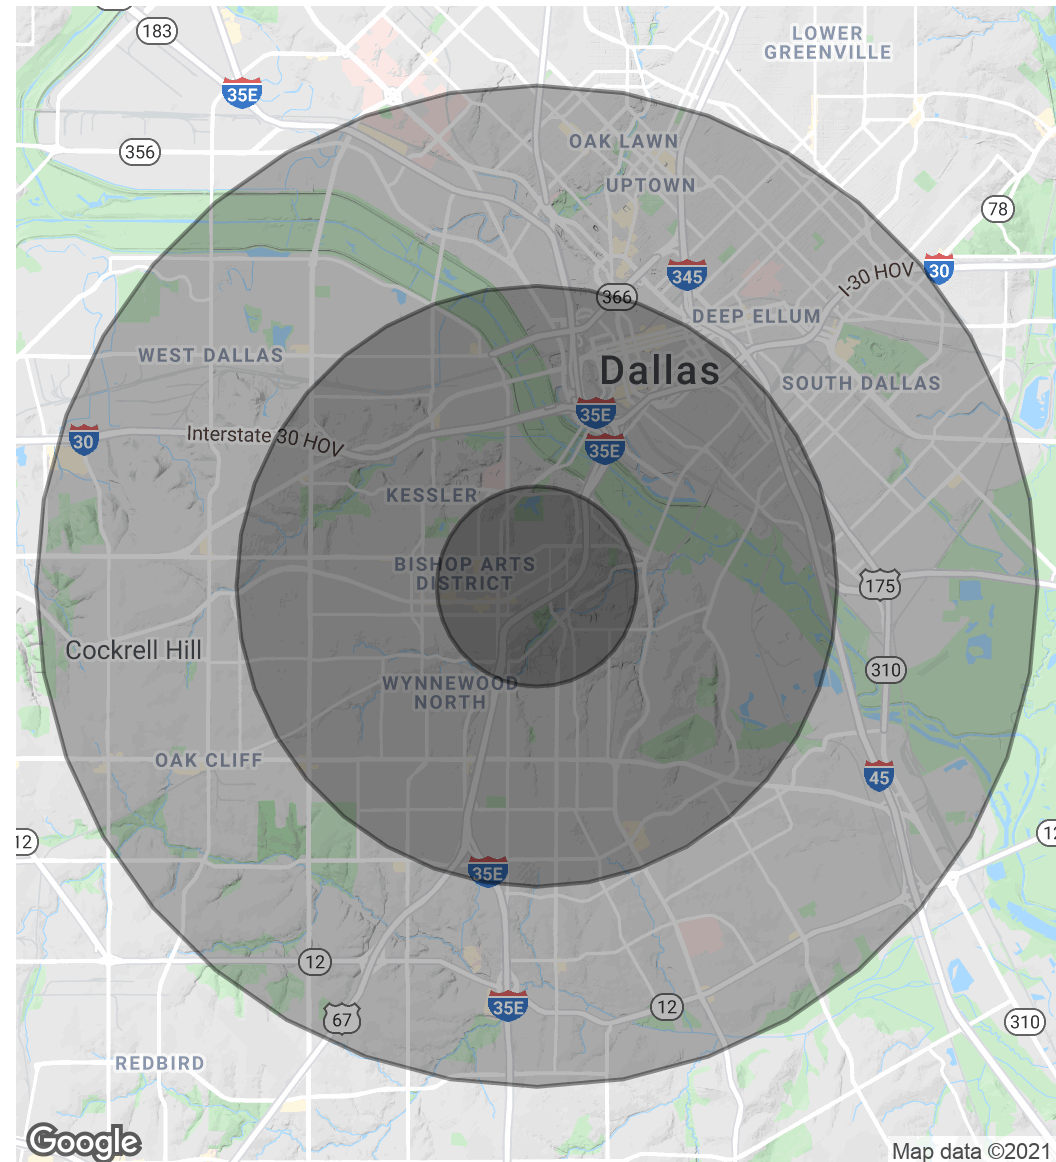 183
LOWER
GREENVILLE
35E
OAK LAWN
356
UPTOWN
78
345
I-30 HOV
30
366
DEEP ELLUM
WEST DALLAS
Dallas
SOUTH DALLAS
35E
30
Interstate 30 HOV
35E
KESSLER
BISHOP ARTS
DISTRICT
175
Cockrell Hill
310
WYNNEWOOD
NORTH
OAK CLIFF
45
12
12
35E
12
35E
12
67
310
REDBIRD
Google
Map data ©2021